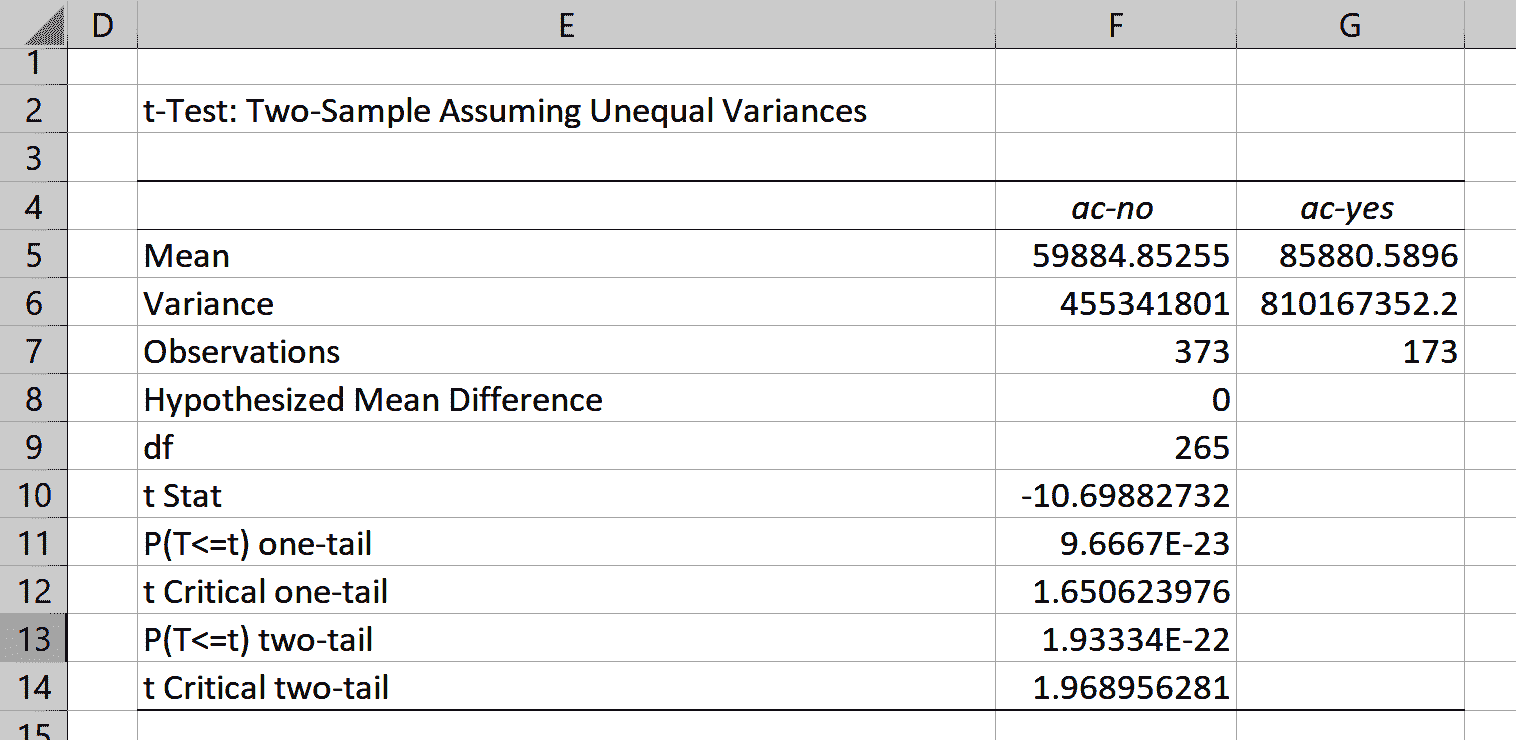 D E F G
1
2 t-Test: Two-Sample Assuming Unequal Variances
3
4 ac-no ac-yes
5 Mean 59884.85255 85880.5896
6 Variance 455341801 810167352.2
7 Observations 373 173
8 Hypothesized Mean Difference 0
9 df 265
10 t Stat -10.69882732
11 P(T<=t) one-tail 9.6667E-23
12 t Critical one-tail 1.650623976
13 P(T<=t) two-tail 1.93334E-22
14 t Critical two-tail 1.968956281
15